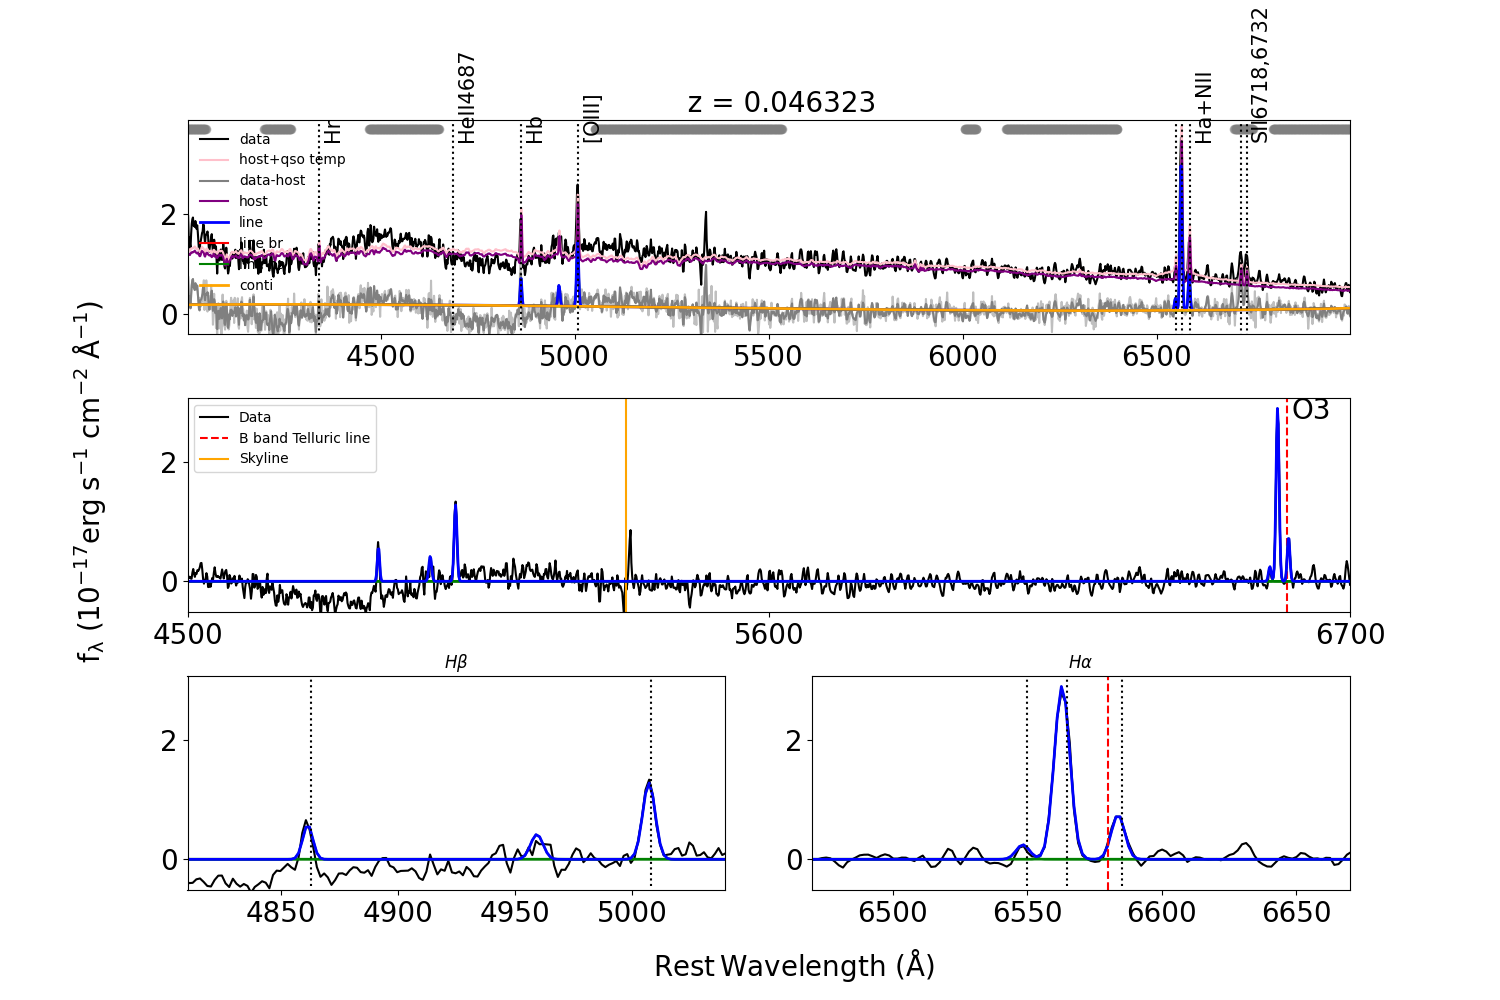 z = 0.046323
Hr
HeII4687
Hb
[OIII]
Ha+NII
SII6718,6732
data
host+qso temp
data-host
host
line
line br
conti
2
0
4500
5000
5500
6000
6500
Data
B band Telluric line
Skyline
O3
2
0
4500
5600
6700
fλ (10−17erg s−1 cm−2 Å−1)
Hβ
2
0
4850
4900
4950
5000
Hα
2
0
6500
6550
6600
6650
Rest Wavelength (Å)